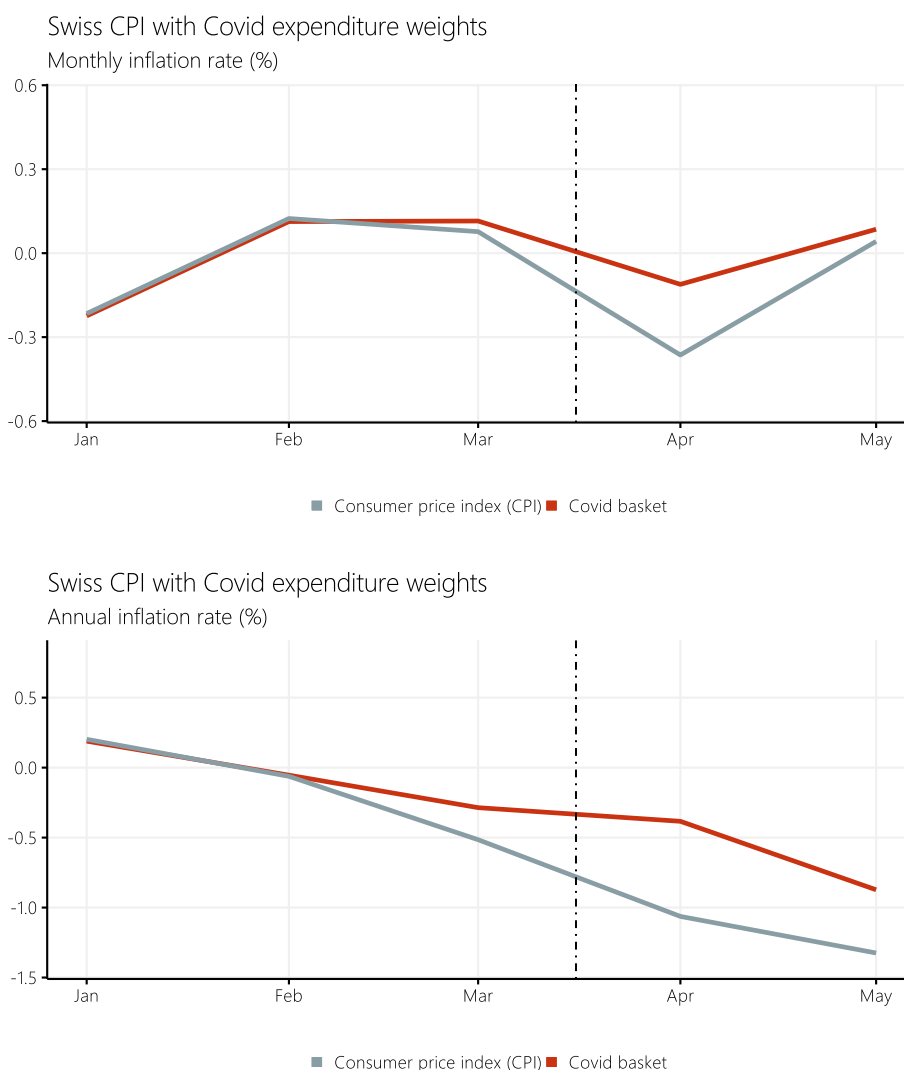 Swiss CPI with Covid expenditure weights
Monthly inflation rate (%)
0.6
0.3
0.0
-0.3
-0.6
Jan Feb Mar Apr May
Consumer price index (CPI) Covid basket
Swiss CPI with Covid expenditure weights
Annual inflation rate (%)
0.5
0.0
-0.5
-1.0
-1.5
Jan Feb Mar Apr May
Consumer price index (CPI) Covid basket